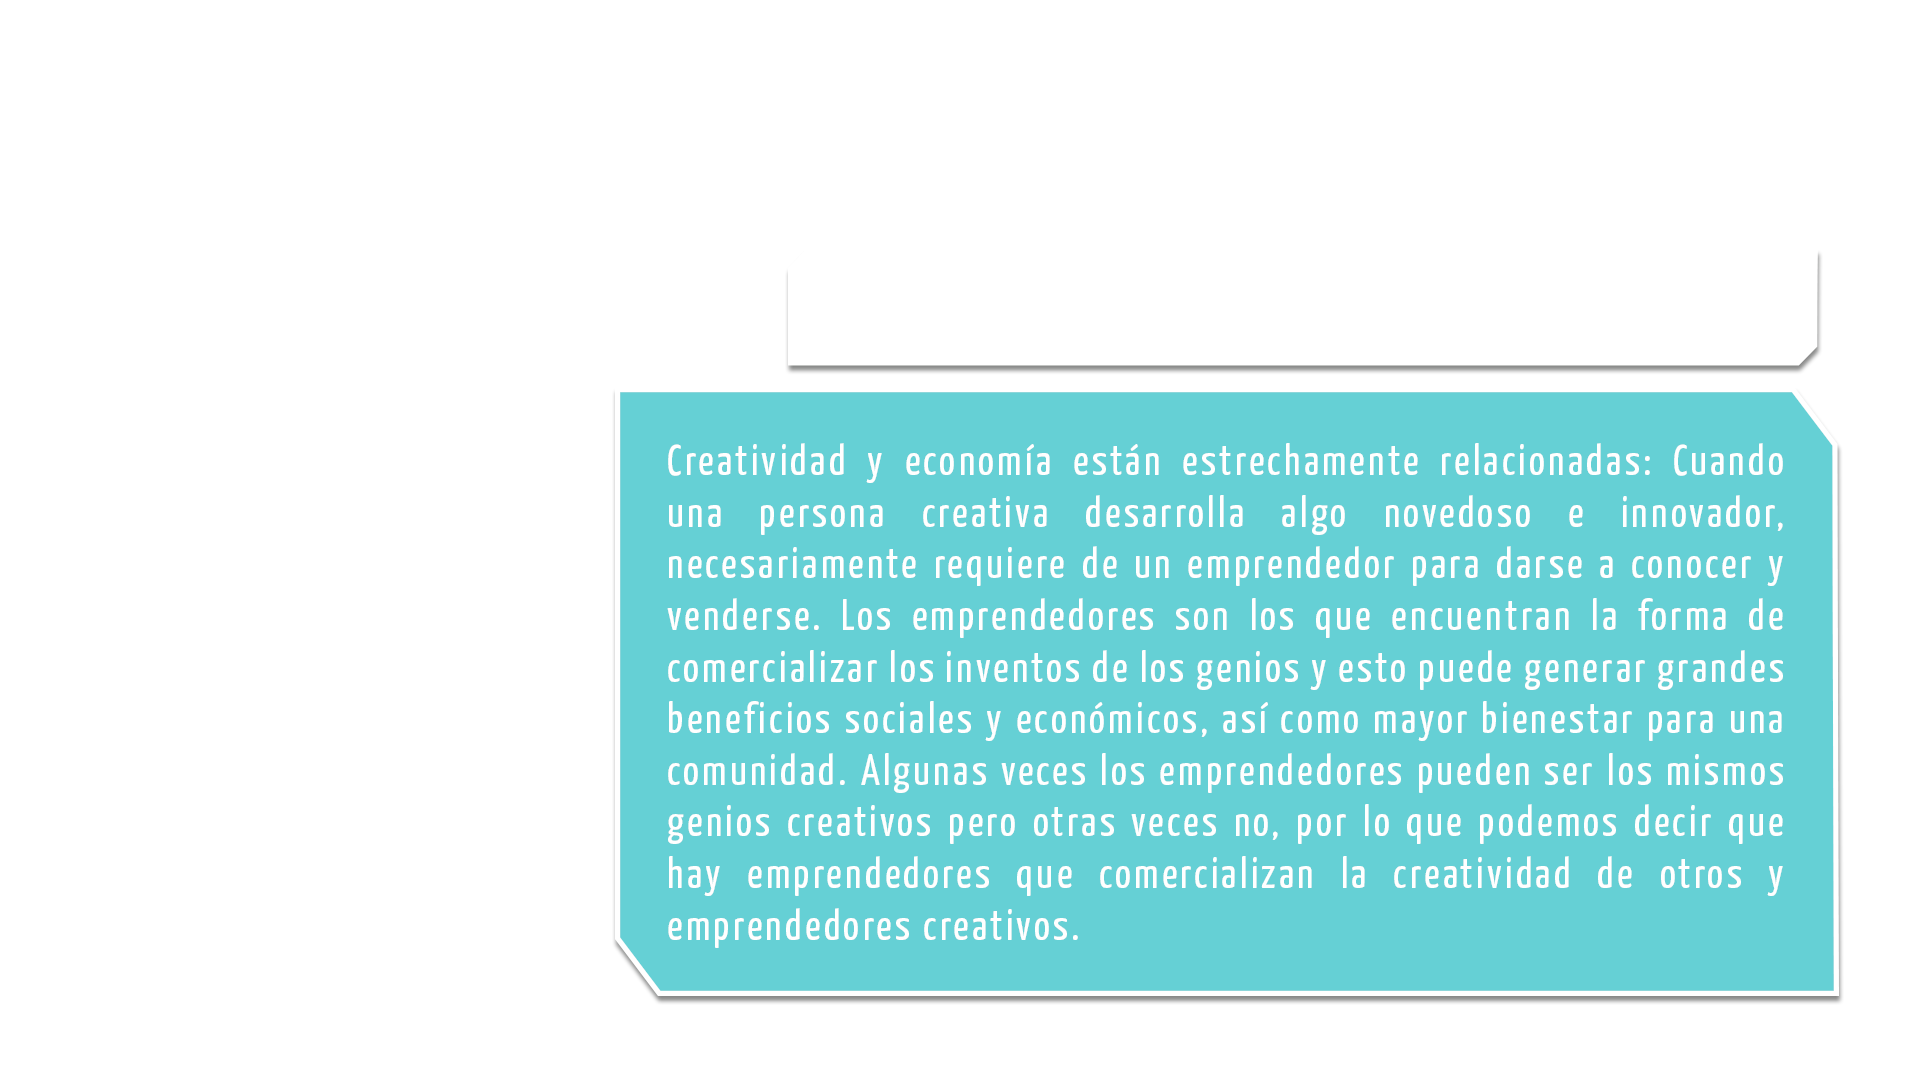 Creatividad y economía están estrechamente relacionadas: Cuando
una persona creativa desarrolla algo novedoso e innovador,
necesariamente requiere de un emprendedor para darse a conocer y
venderse. Los emprendedores son los que encuentran la forma de
comercializar los inventos de los genios y esto puede generar grandes
beneficios sociales y económicos, así como mayor bienestar para una
comunidad. Algunas veces los emprendedores pueden ser los mismos
genios creativos pero otras veces no, por lo que podemos decir que
hay emprendedores que comercializan la creatividad de otros y
emprendedores creativos.